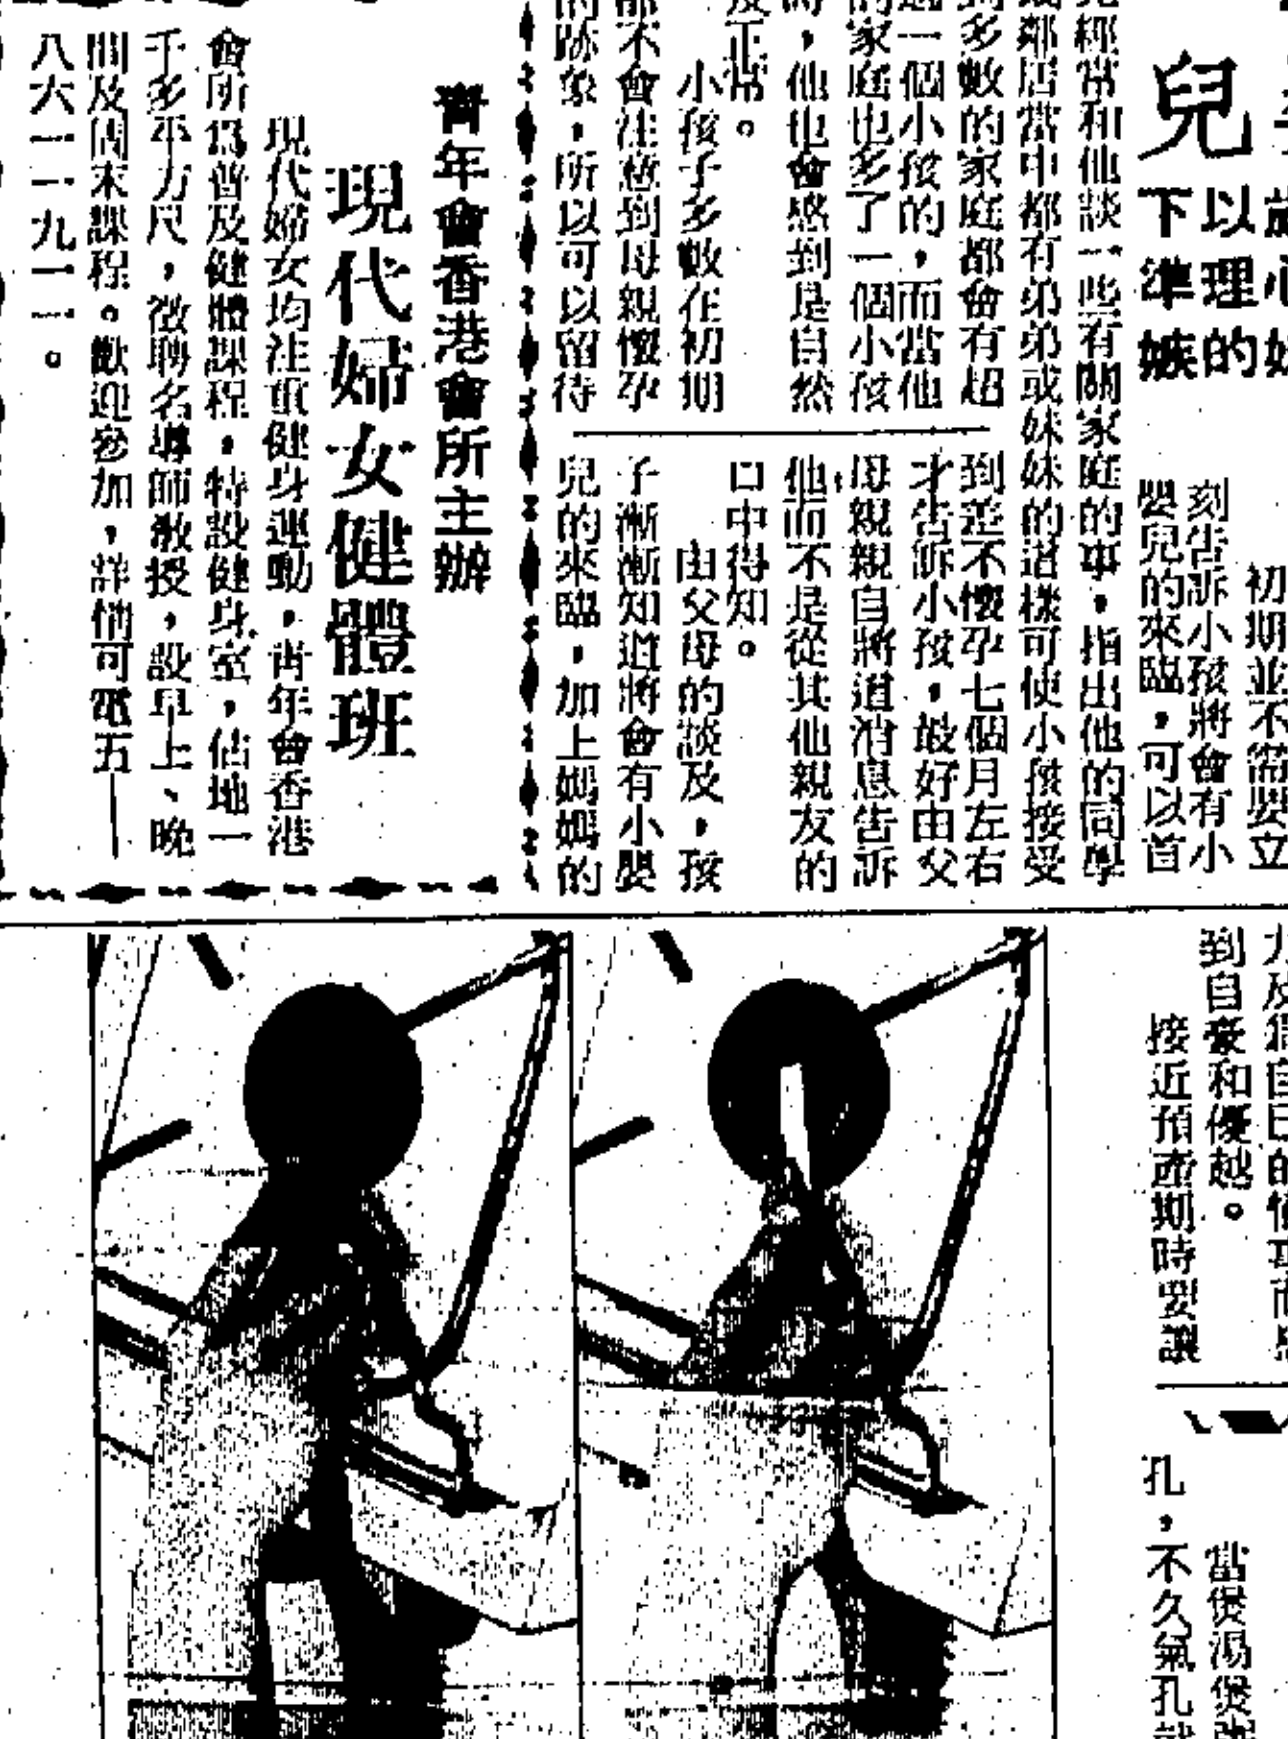 兒
以理的
下準嫉
初期並不需要立
刻告訴小孩將會有小
嬰兒的來臨，可以首
經常和他談一些有關家庭的事，指出他的同學
鄰居當中都有弟弟或妹妹的道樣可使小孩接受
多數的家庭都會有超
過一個小孩的，而當他
的家庭也多了一個小孩
時，他也會感到是自然
及正常。
小孩子多數在初期
都不會注意到母親懷孕
的跡象，所以可以留待
到差不懷孕七個月左右
才告訴小孩，最好由父
母親親自將道消息告訴
他而不是從其他親友的
口中得知。
由父母的談及，孩
子漸漸知道將會有小嬰
兒的來臨，加上媽媽的
青年會香港會所主辦
現代婦女健體班
現代婦女均注重健身運動，青年會香港
會所爲普及健體課程，特設健身室，佔地一
千多平方尺，徵聘名導師教授，設早上、晚
間及周末課程。歡迎參加，詳情可電五——
八六一一九一一。
到自豪和優越。
接近預產期時要讓
當煲湯煲
孔，不久氣孔